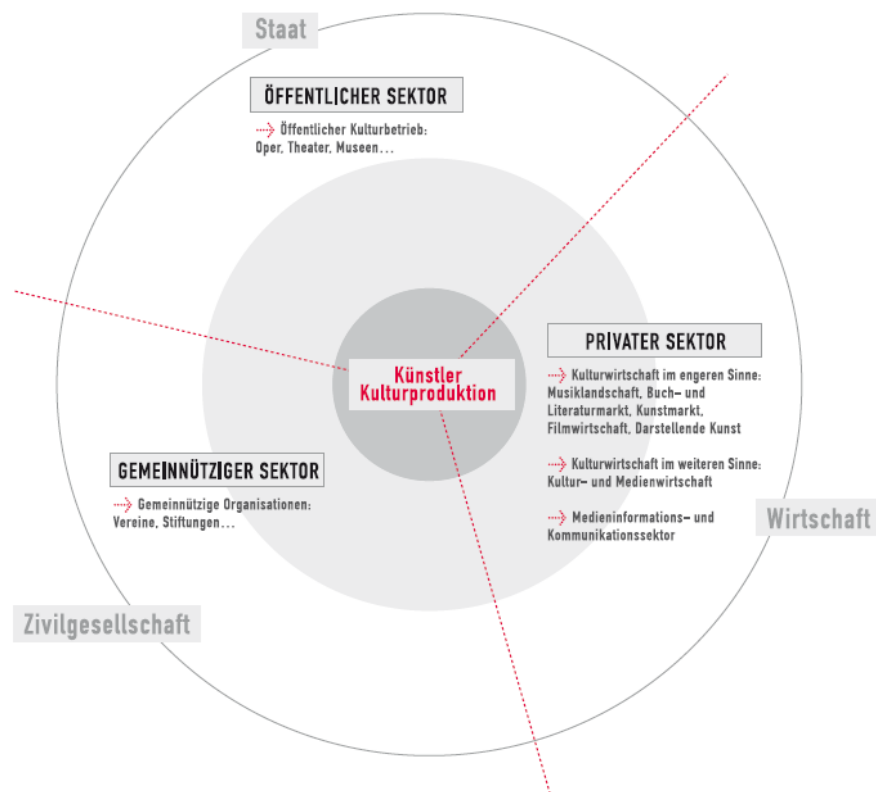 Staat
ÖFFENTLICHER SEKTOR
Öffentlicher Kulturbetrieb:
Oper, Theater, Museen...
PRIVATER SEKTOR
Kulturwirtschaft im engeren Sinne:
Musiklandschaft, Buch– und
Literaturmarkt, Kunstmarkt,
Filmwirtschaft, Darstellende Kunst
Kulturwirtschaft im weiteren Sinne:
Kultur– und Medienwirtschaft
Medieninformations– und
Kommunikationssektor
Wirtschaft
Künstler
Kulturproduktion
GEMEINNÜTZIGER SEKTOR
Gemeinnützige Organisationen:
Vereine, Stiftungen...
Zivilgesellschaft